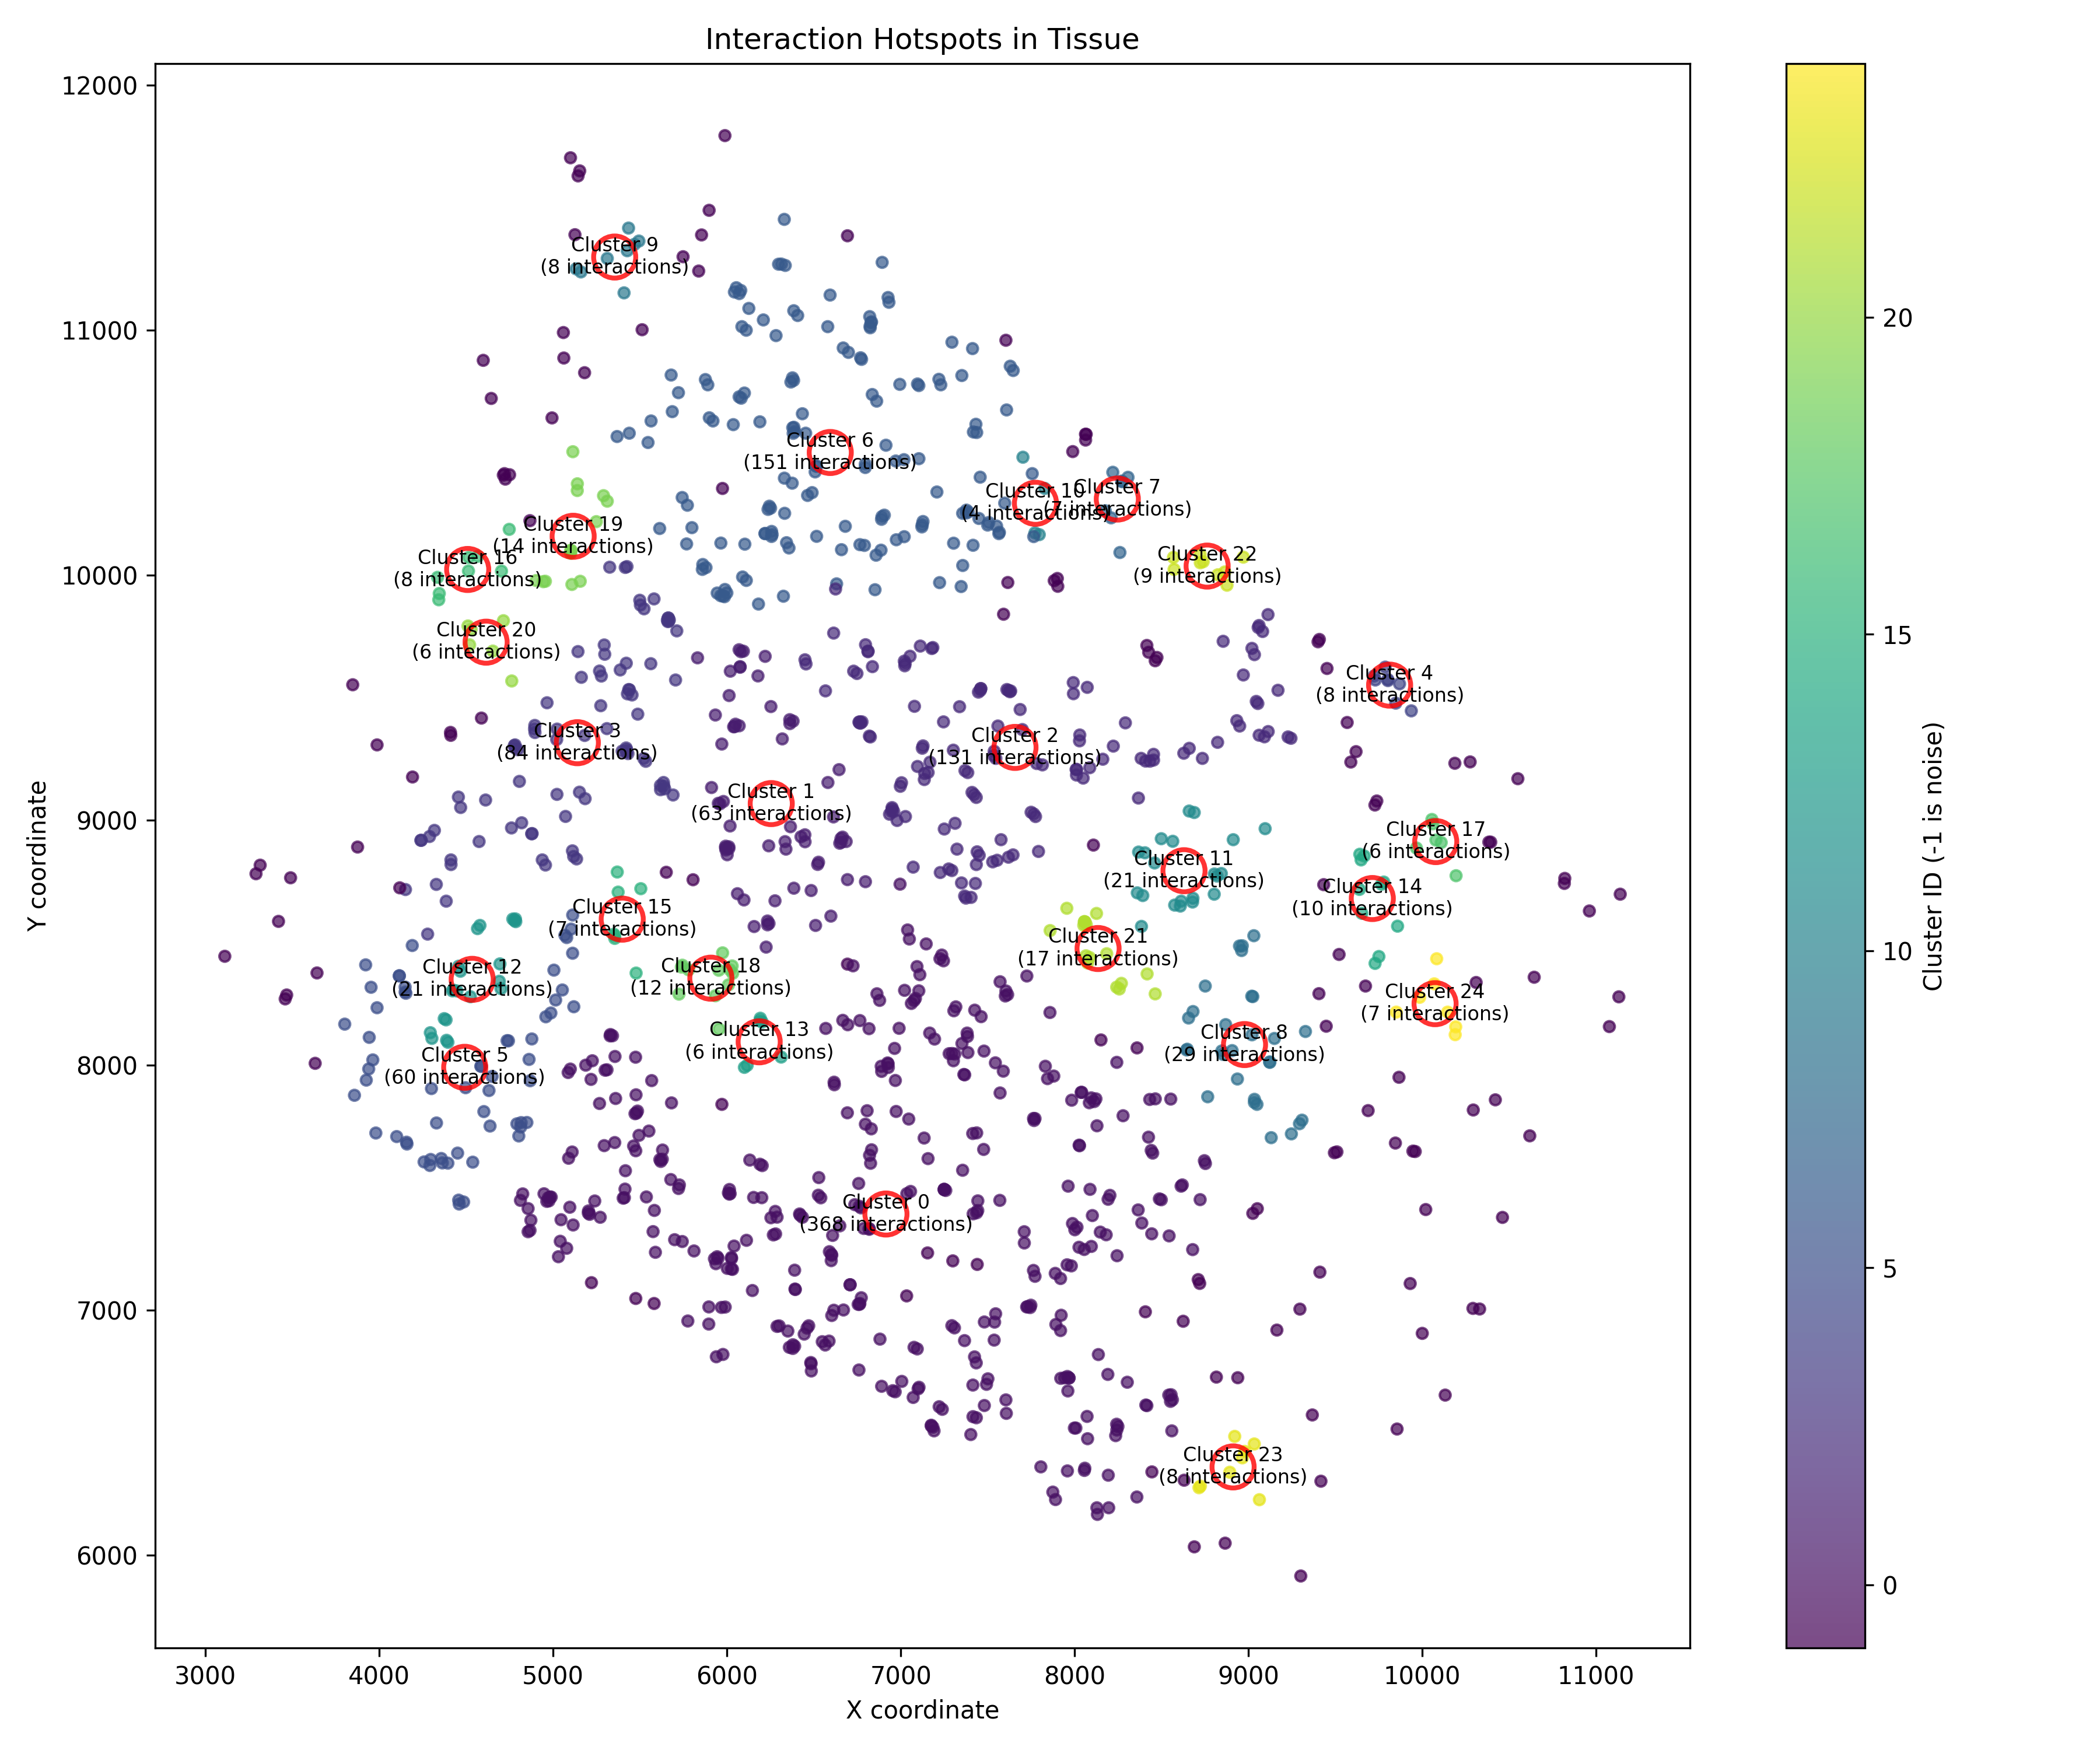 Interaction Hotspots in Tissue
12000
11000
10000
9000
8000
7000
6000
Y coordinate
3000
4000
5000
6000
7000
8000
9000
10000
11000
X coordinate
Cluster 9
(8 interactions)
Cluster 6
(151 interactions)
Cluster 10
(4 interactions)
Cluster 7
(7 interactions)
Cluster 19
(14 interactions)
Cluster 16
(8 interactions)
Cluster 22
(9 interactions)
Cluster 20
(6 interactions)
Cluster 4
(8 interactions)
Cluster 3
(84 interactions)
Cluster 2
(131 interactions)
Cluster 1
(63 interactions)
Cluster 17
(6 interactions)
Cluster 11
(21 interactions)
Cluster 14
(10 interactions)
Cluster 15
(7 interactions)
Cluster 21
(17 interactions)
Cluster 12
(21 interactions)
Cluster 18
(12 interactions)
Cluster 24
(7 interactions)
Cluster 13
(6 interactions)
Cluster 8
(29 interactions)
Cluster 5
(60 interactions)
Cluster 0
(368 interactions)
Cluster 23
(8 interactions)
20
15
10
5
0
Cluster ID (-1 is noise)